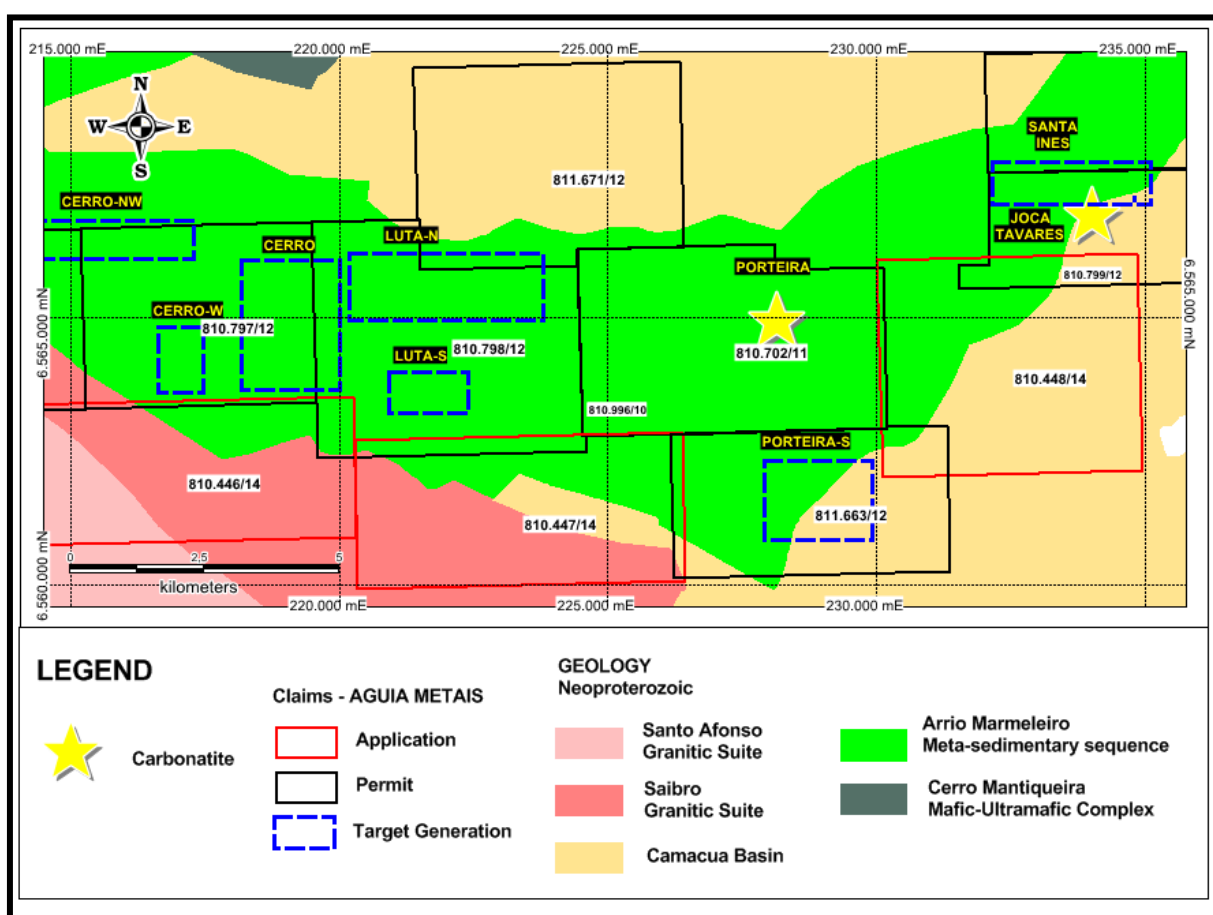 215.000 mE
220.000 mE
225.000 mE
230.000 mE
235.000 mE
N
W
E
S
SANTA
INES
811.671/12
CERRO-NW
CERRO
LUTA-N
JOCA
TAVARES
PORTEIRA
810.799/12
CERRO-W
810.797/12
6.565.000 mN
6.565.000 mN
LUTA-S
810.798/12
810.702/11
810.448/14
810.996/10
PORTEIRA-S
810.446/14
811.663/12
810.447/14
0
2,5
5
kilometers
6.560.000 mN
220.000 mE
225.000 mE
230.000 mE
LEGEND
Carbonatite
Claims - AGUIA METAIS
Application
Permit
Target Generation
GEOLOGY
Neoproterozoic
Santo Afonso
Granitic Suite
Saibro
Granitic Suite
Camacua Basin
Arrio Marmeleiro
Meta-sedimentary sequence
Cerro Mantiqueira
Mafic-Ultramafic Complex